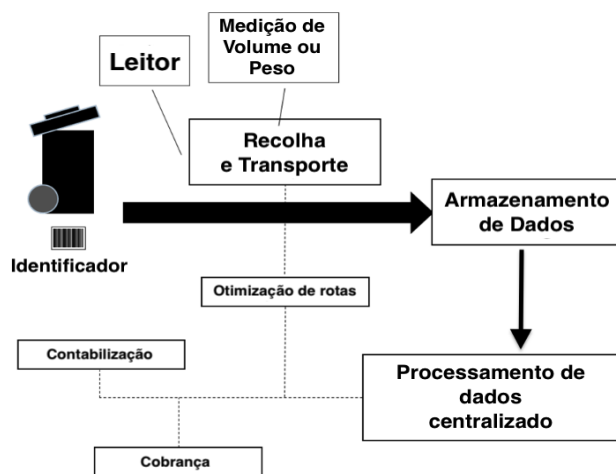 Medição de
Volume ou
Peso
Leitor
Recolha
e Transporte
Armazenamento
de Dados
Identificador
Otimização de rotas
Contabilização
Processamento de
dados
centralizado
Cobrança